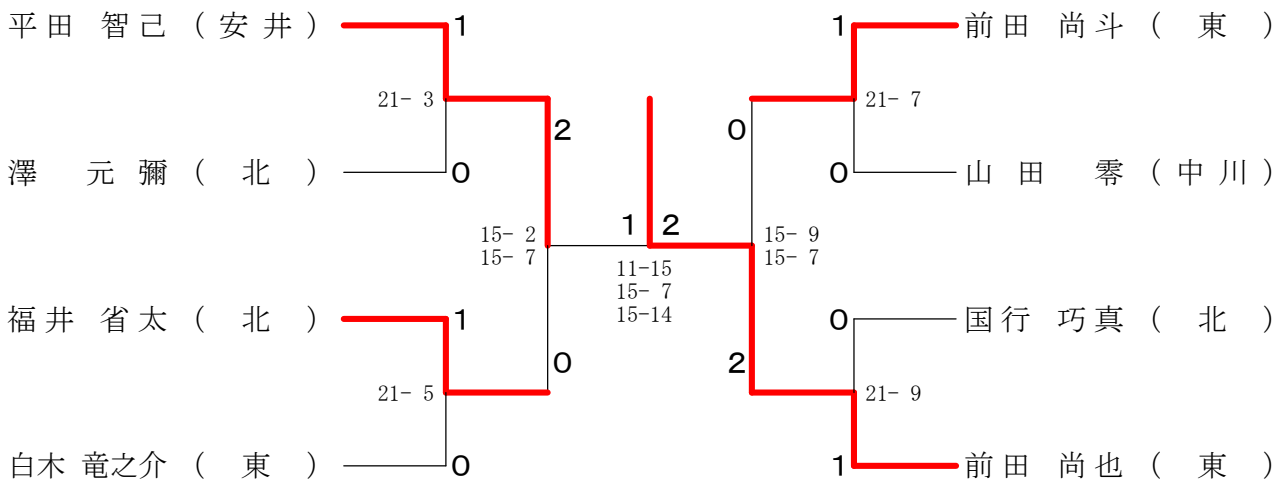 平田 智己 ( 安井 ) 1 1 前田 尚斗 ( 東 )
21- 3 21- 7
2 0
澤 元彌 ( 北 ) 0 0 山田 零 ( 中川 )
1 2
15- 2 15- 9
15- 7 15- 7
11-15
15- 7
15-14
福井 省太 ( 北 ) 1 0 国行 巧真 ( 北 )
0 2
21- 5 21- 9
白木 竜之介 ( 東 ) 0 1 前田 尚也 ( 東 )